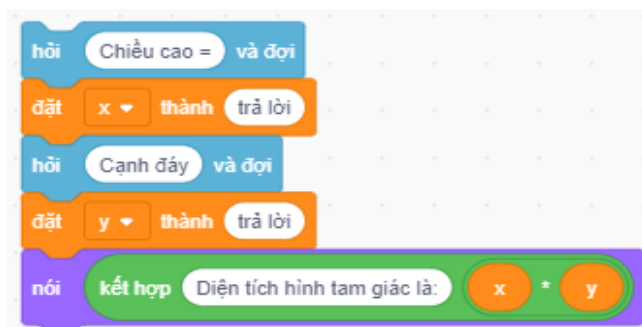 hỏi Chiều cao = và đợi
đặt x thành trả lời
hỏi Cạnh đáy và đợi
đặt y thành trả lời
nói kết hợp Diện tích hình tam giác là: x * y